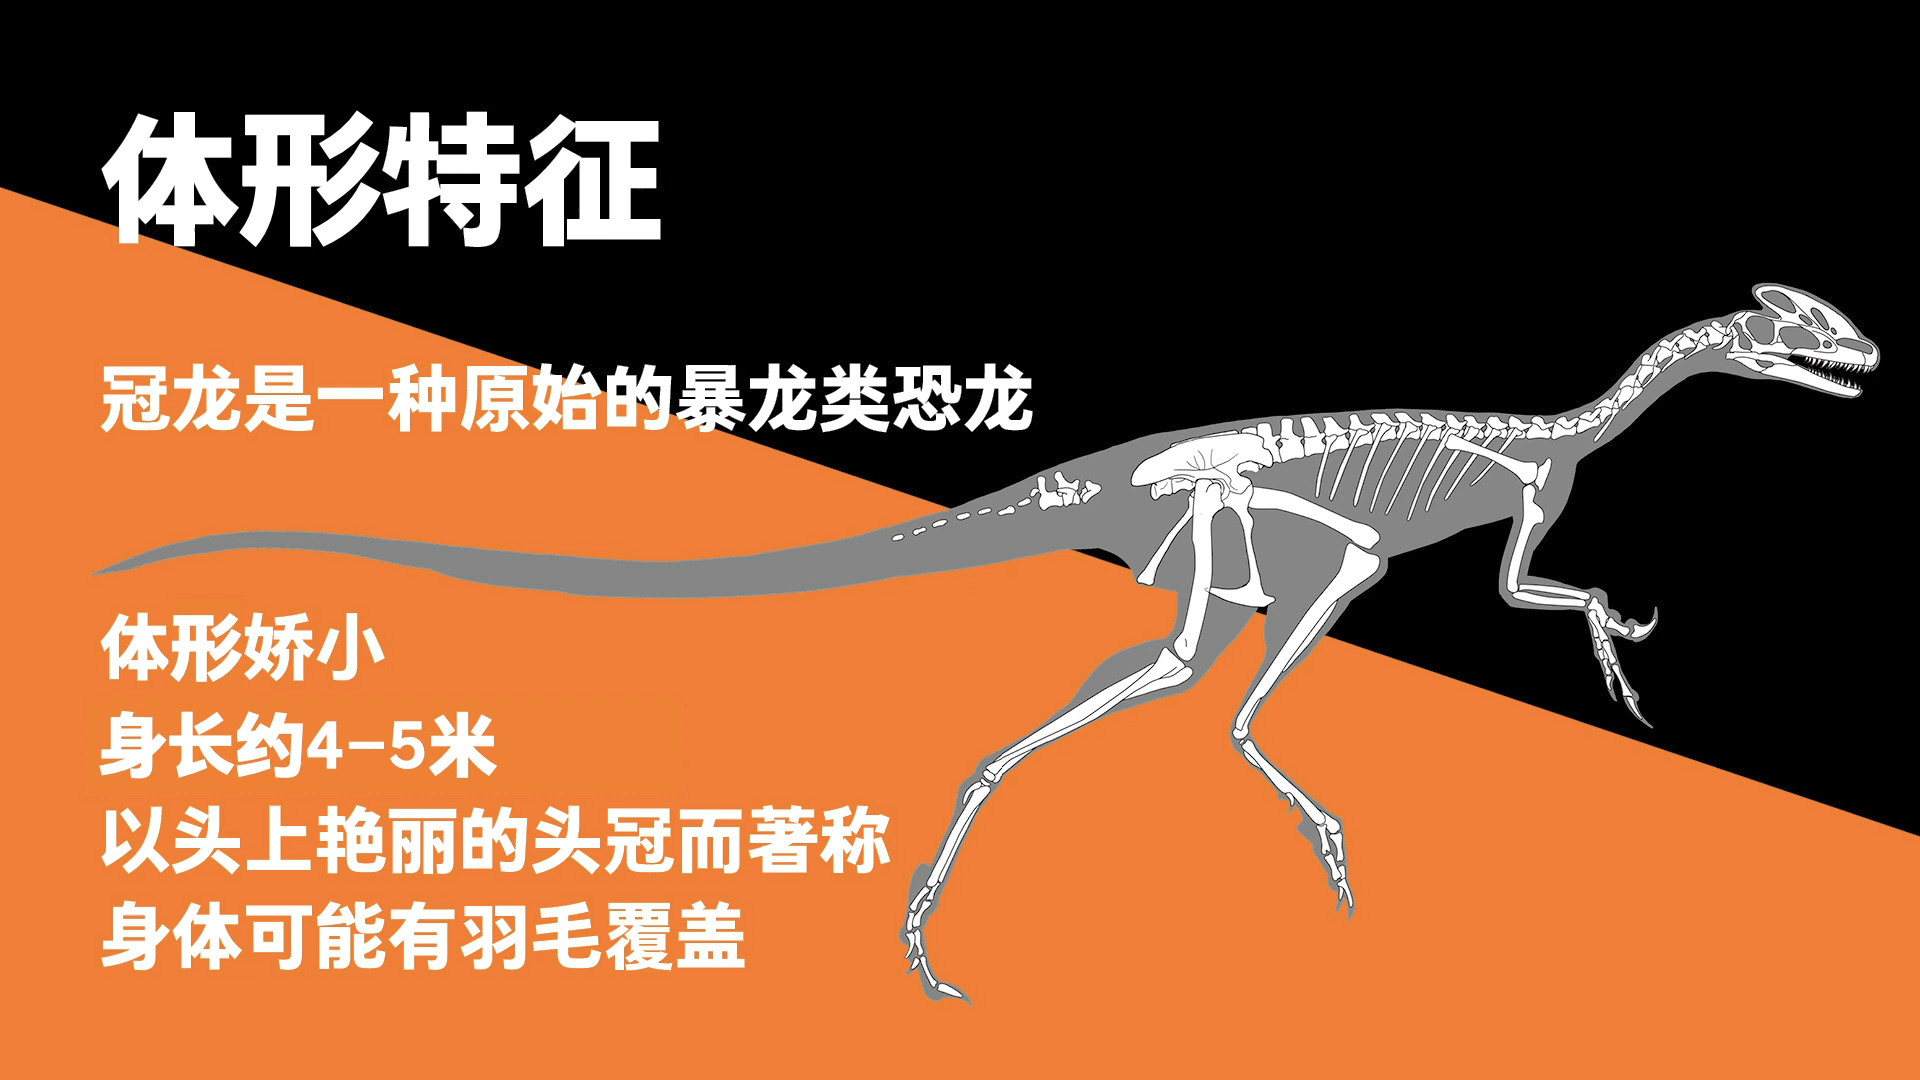 体形特征
冠龙是一种原始的暴龙类恐龙
体形娇小
身长约4-5米
以头上艳丽的头冠而著称
身体可能有羽毛覆盖